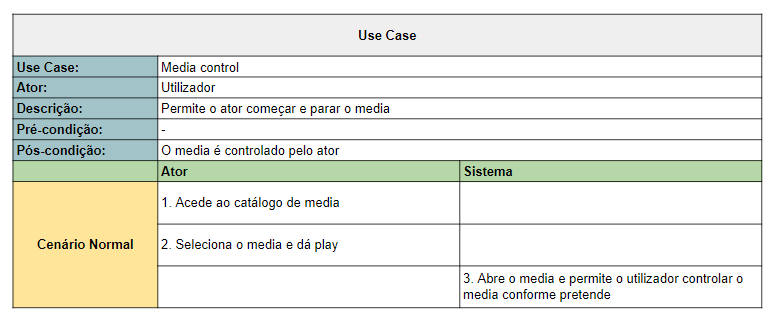 Use Case
Use Case: Media control
Ator: Utilizador
Descrição: Permite o ator começar e parar o media
Pré-condição: -
Pós-condição: O media é controlado pelo ator
Ator Sistema
Cenário Normal
1. Acede ao catálogo de media
2. Seleciona o media e dá play
3. Abre o media e permite o utilizador controlar o
media conforme pretende